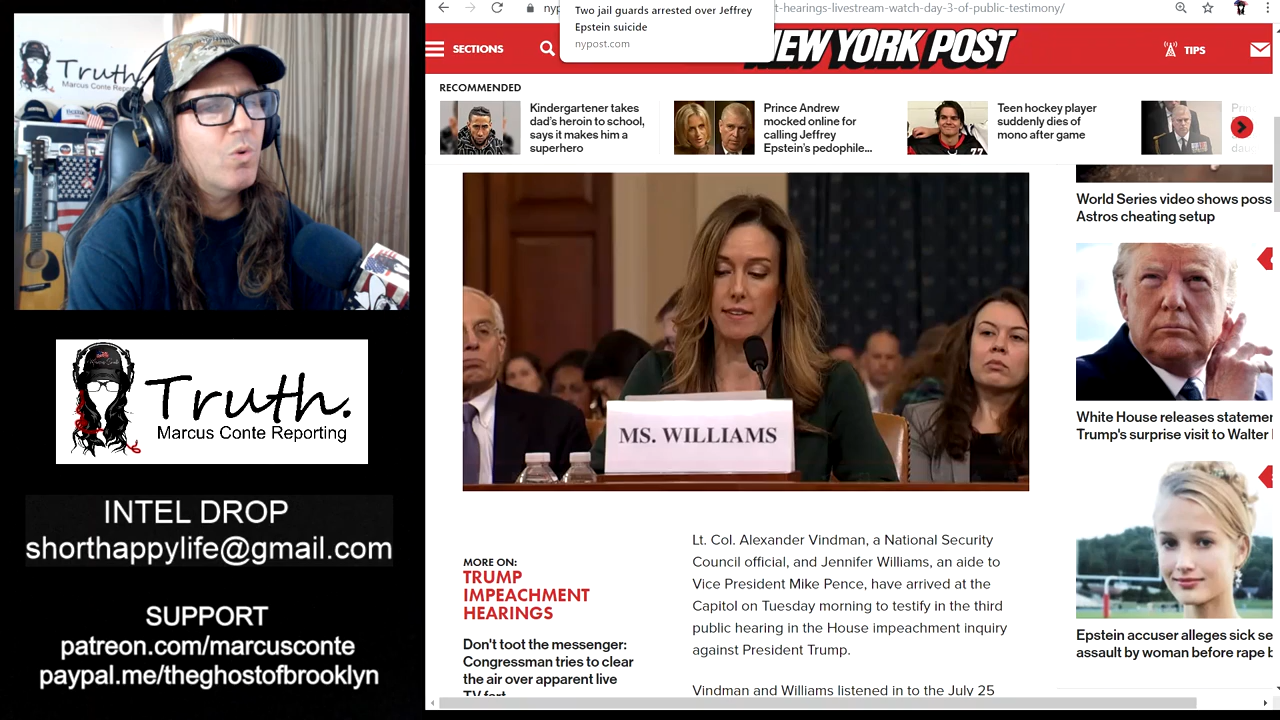 Truth.
Marcus Conte Reporting
Truth.
Marcus Conte Reporting
INTEL DROP
shorthappylife@gmail.com
SUPPORT
patreon.com/marcusconte
paypal.me/theghostofbrooklyn
Two jail guards arrested over Jeffrey
Epstein suicide
nypost.com
t-hearings-livestream-watch-day-3-of-public-testimony/
SECTIONS
NEW YORK POST
TIPS
RECOMMENDED
Kindergartener takes
dad's heroin to school,
says it makes him a
superhero
Prince Andrew
mocked online for
calling Jeffrey
Epstein's pedophile...
Teen hockey player
suddenly dies of
mono after game
77
MS. WILLIAMS
MORE ON:
TRUMP
IMPEACHMENT
HEARINGS
Don't toot the messenger:
Congressman tries to clear
the air over apparent live
TV fart
Lt. Col. Alexander Vindman, a National Security
Council official, and Jennifer Williams, an aide to
Vice President Mike Pence, have arrived at the
Capitol on Tuesday morning to testify in the third
public hearing in the House impeachment inquiry
against President Trump.
Vindman and Williams listened in to the July 25
World Series video shows poss
Astros cheating setup
White House releases statemen
Trump's surprise visit to Walter
Epstein accuser alleges sick se
assault by woman before rape b